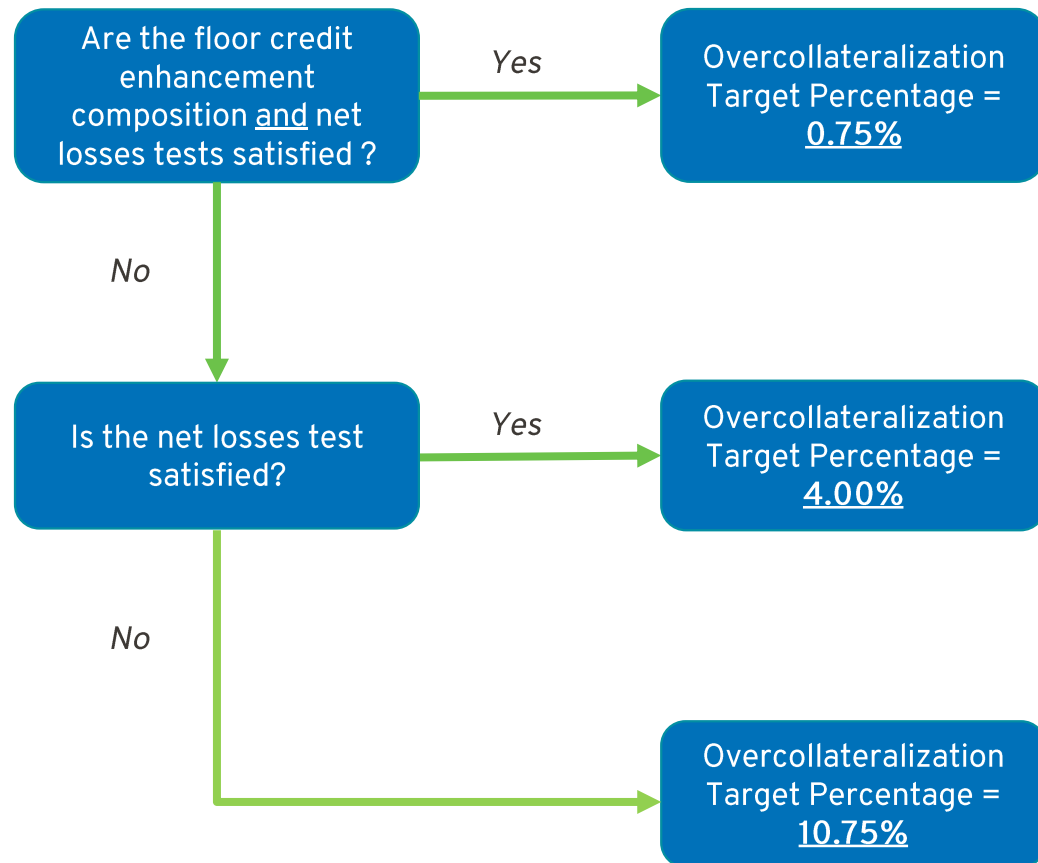 Are the floor credit
enhancement
composition and net
losses tests satisfied ?
Yes
Overcollateralization
Target Percentage =
0.75%
No
Is the net losses test
satisfied?
Yes
Overcollateralization
Target Percentage =
4.00%
No
Overcollateralization
Target Percentage =
10.75%